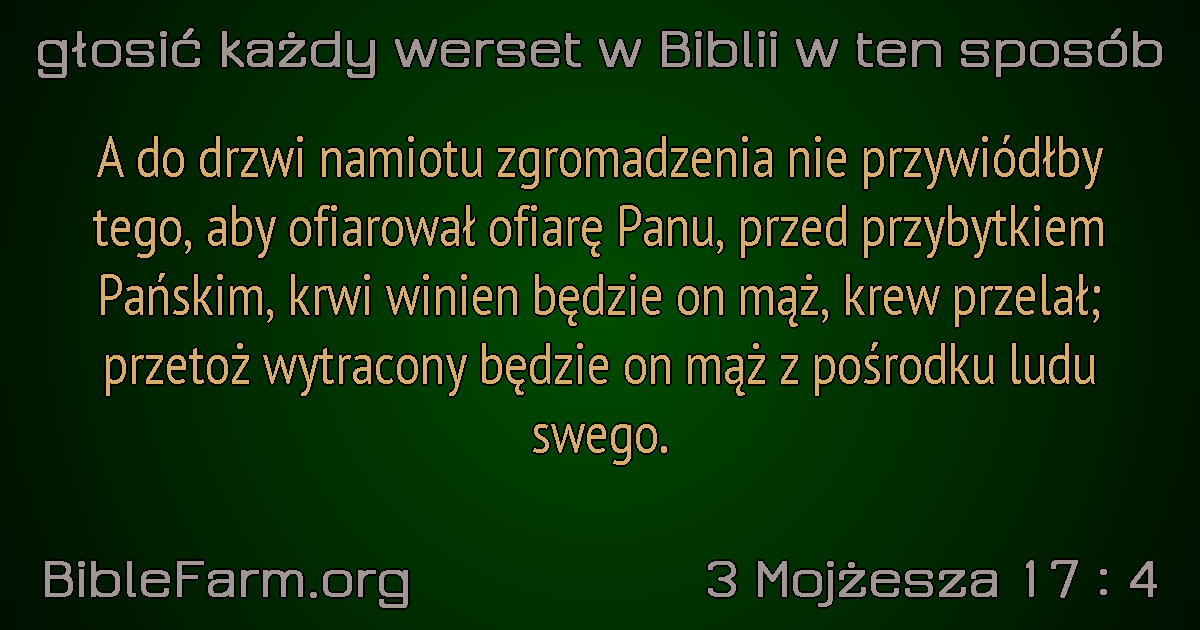 głosić każdy werset w Biblii w ten sposób
A do drzwi namiotu zgromadzenia nie przywiódłby
tego, aby ofiarował ofiarę Panu, przed przybytkiem
Pańskim, krwi winien będzie on mąż, krew przelał;
przetoż wytracony będzie on mąż z pośrodku ludu
swego.
BibleFarm.org
3 Mojżesza 17 : 4